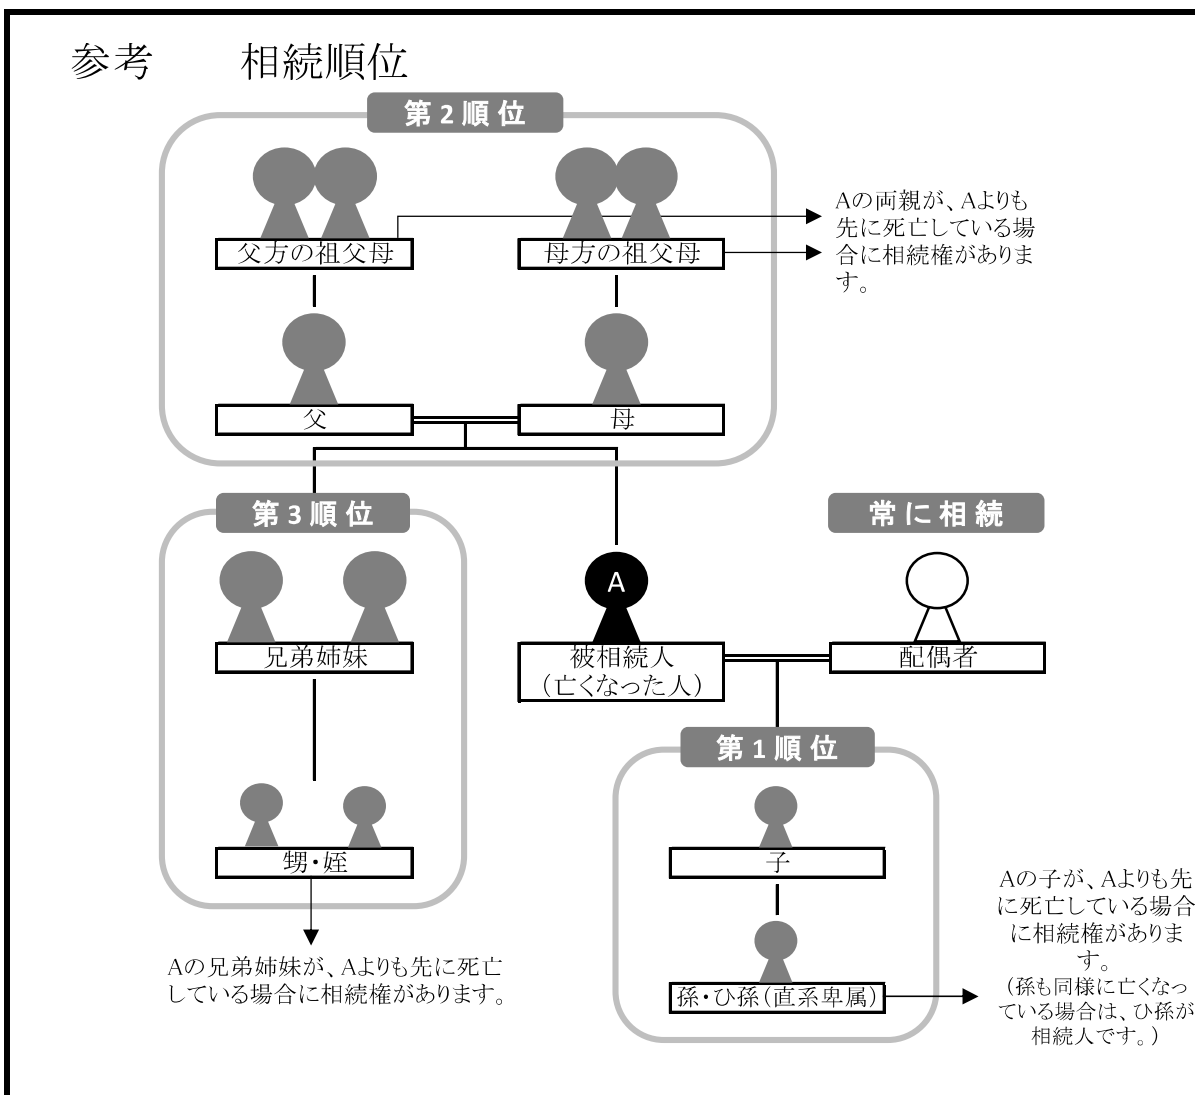 参考　相続順位
第2順位
父方の祖父母
母方の祖父母
Aの両親が、Aよりも
先に死亡している場
合に相続権がありま
す。
父
母
第3順位
常に相続
A
兄弟姉妹
被相続人
（亡くなった人）
配偶者
第1順位
甥・姪
子
Aの兄弟姉妹が、Aよりも先に死亡
している場合に相続権があります。
孫・ひ孫（直系卑属）
Aの子が、Aよりも先
に死亡している場合
に相続権がありま
す。
（孫も同様に亡くなっ
ている場合は、ひ孫が
相続人です。）